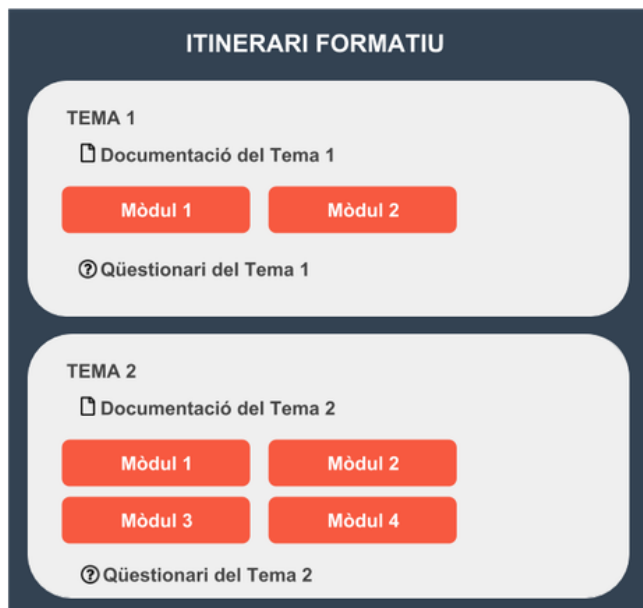 ITINERARI FORMATIU
TEMA 1
Documentació del Tema 1
Mòdul 1 Mòdul 2
Qüestionari del Tema 1
TEMA 2
Documentació del Tema 2
Mòdul 1 Mòdul 2
Mòdul 3 Mòdul 4
Qüestionari del Tema 2